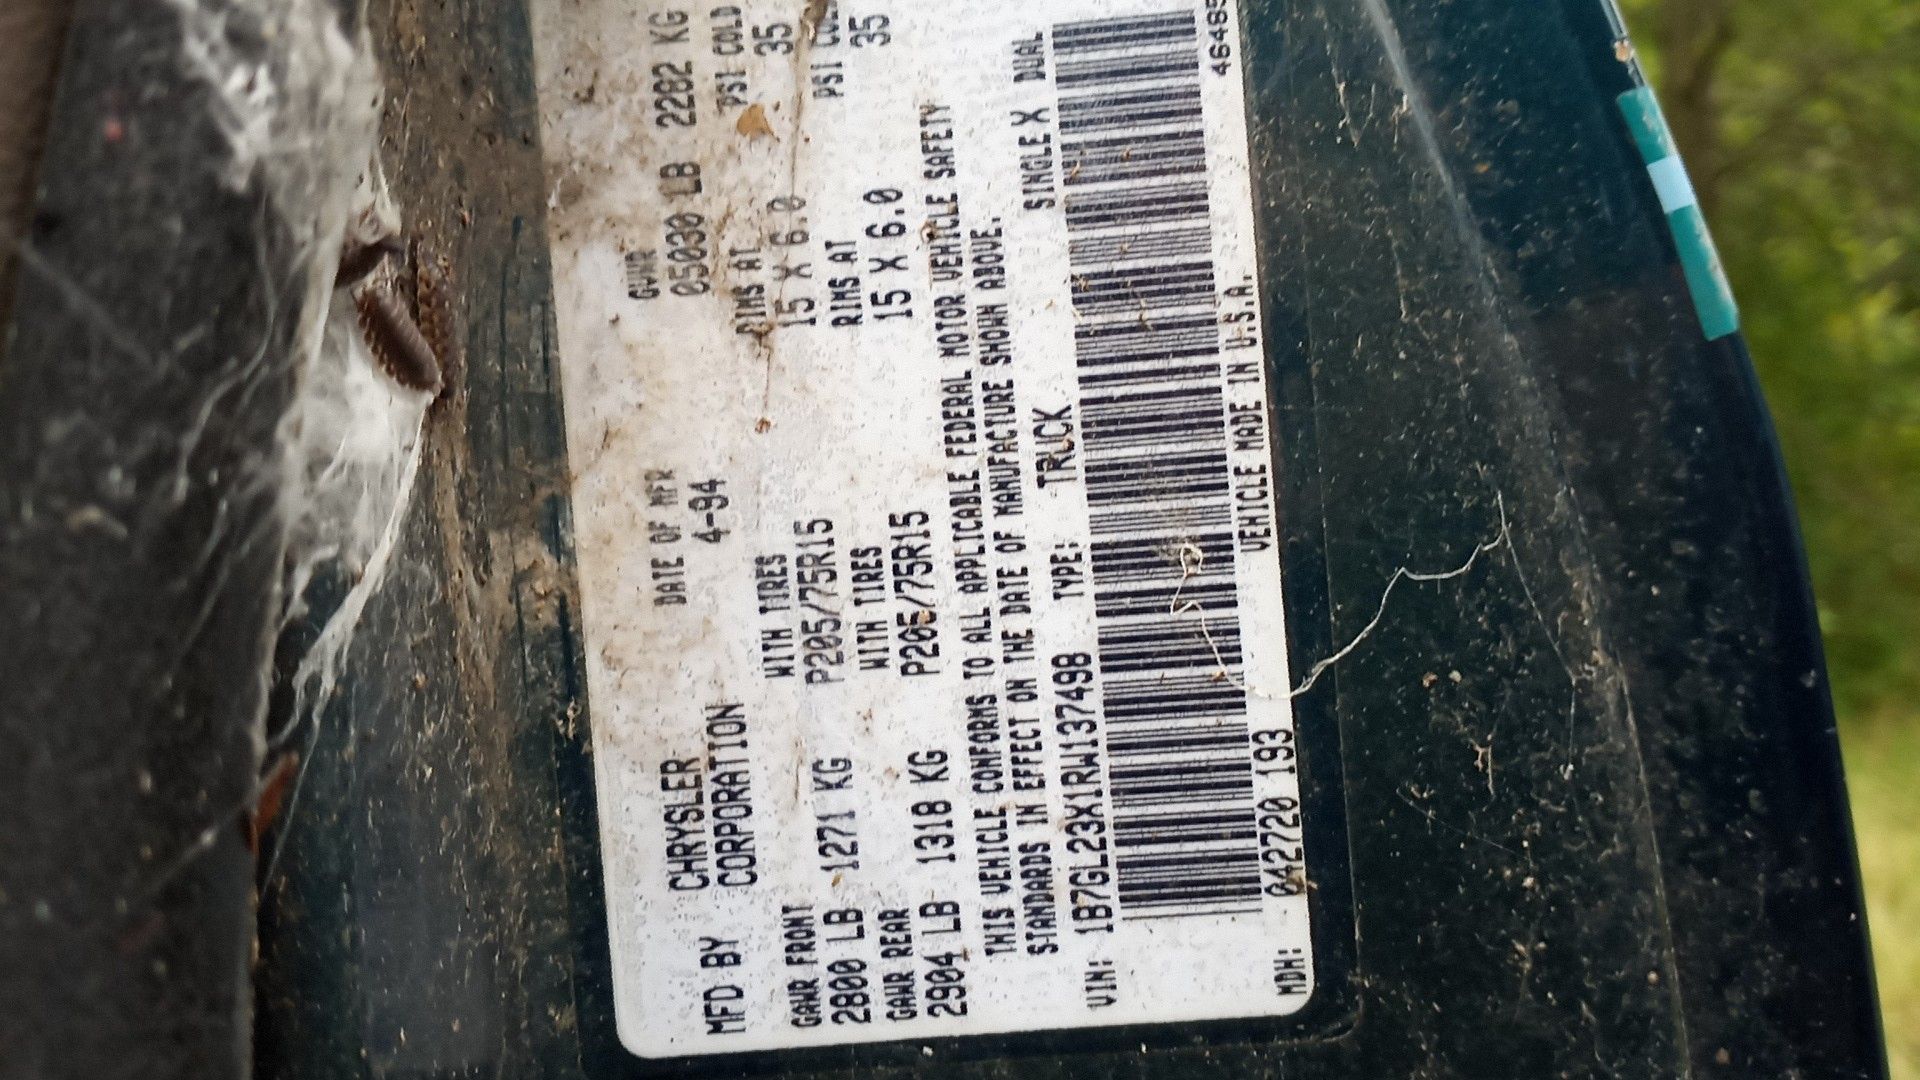 MFD BY CHRYSLER CORPORATION
DATE OF MFR 4-94
GVWR 05030 LB 2282 KG
GAWR FRONT WITH TIRES RIMS AT PSI COLD
2800 LB 1271 KG P205/75R15 15 X 6.0 35
GAWR REAR WITH TIRES RIMS AT PSI COLD
2904 LB 1318 KG P205/75R15 15 X 6.0 35
THIS VEHICLE CONFORMS TO ALL APPLICABLE FEDERAL MOTOR VEHICLE SAFETY
STANDARDS IN EFFECT ON THE DATE OF MANUFACTURE SHOWN ABOVE.
VIN: 1B7GL23X1RW137498 TYPE: TRUCK SINGLE X DUAL
MDH: 042720 193 VEHICLE MADE IN U.S.A.